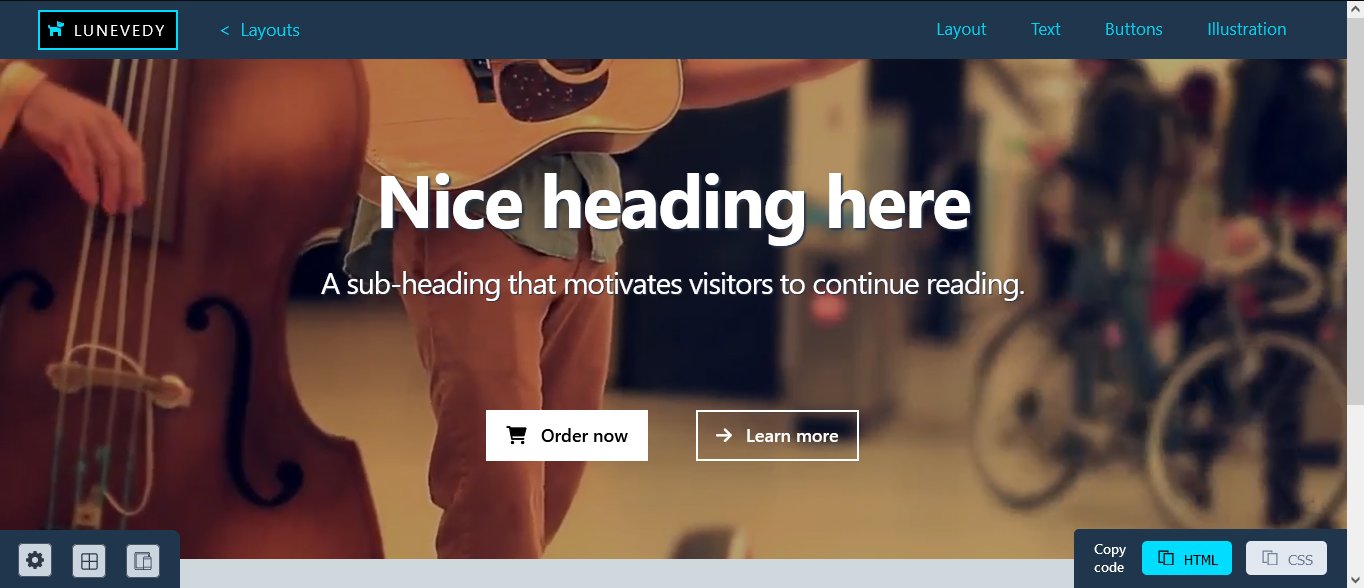 LUNEVEDY
< Layouts
Layout Text Buttons Illustration
Nice heading here
A sub-heading that motivates visitors to continue reading.
Order now
Learn more
Copy
code
HTML
CSS